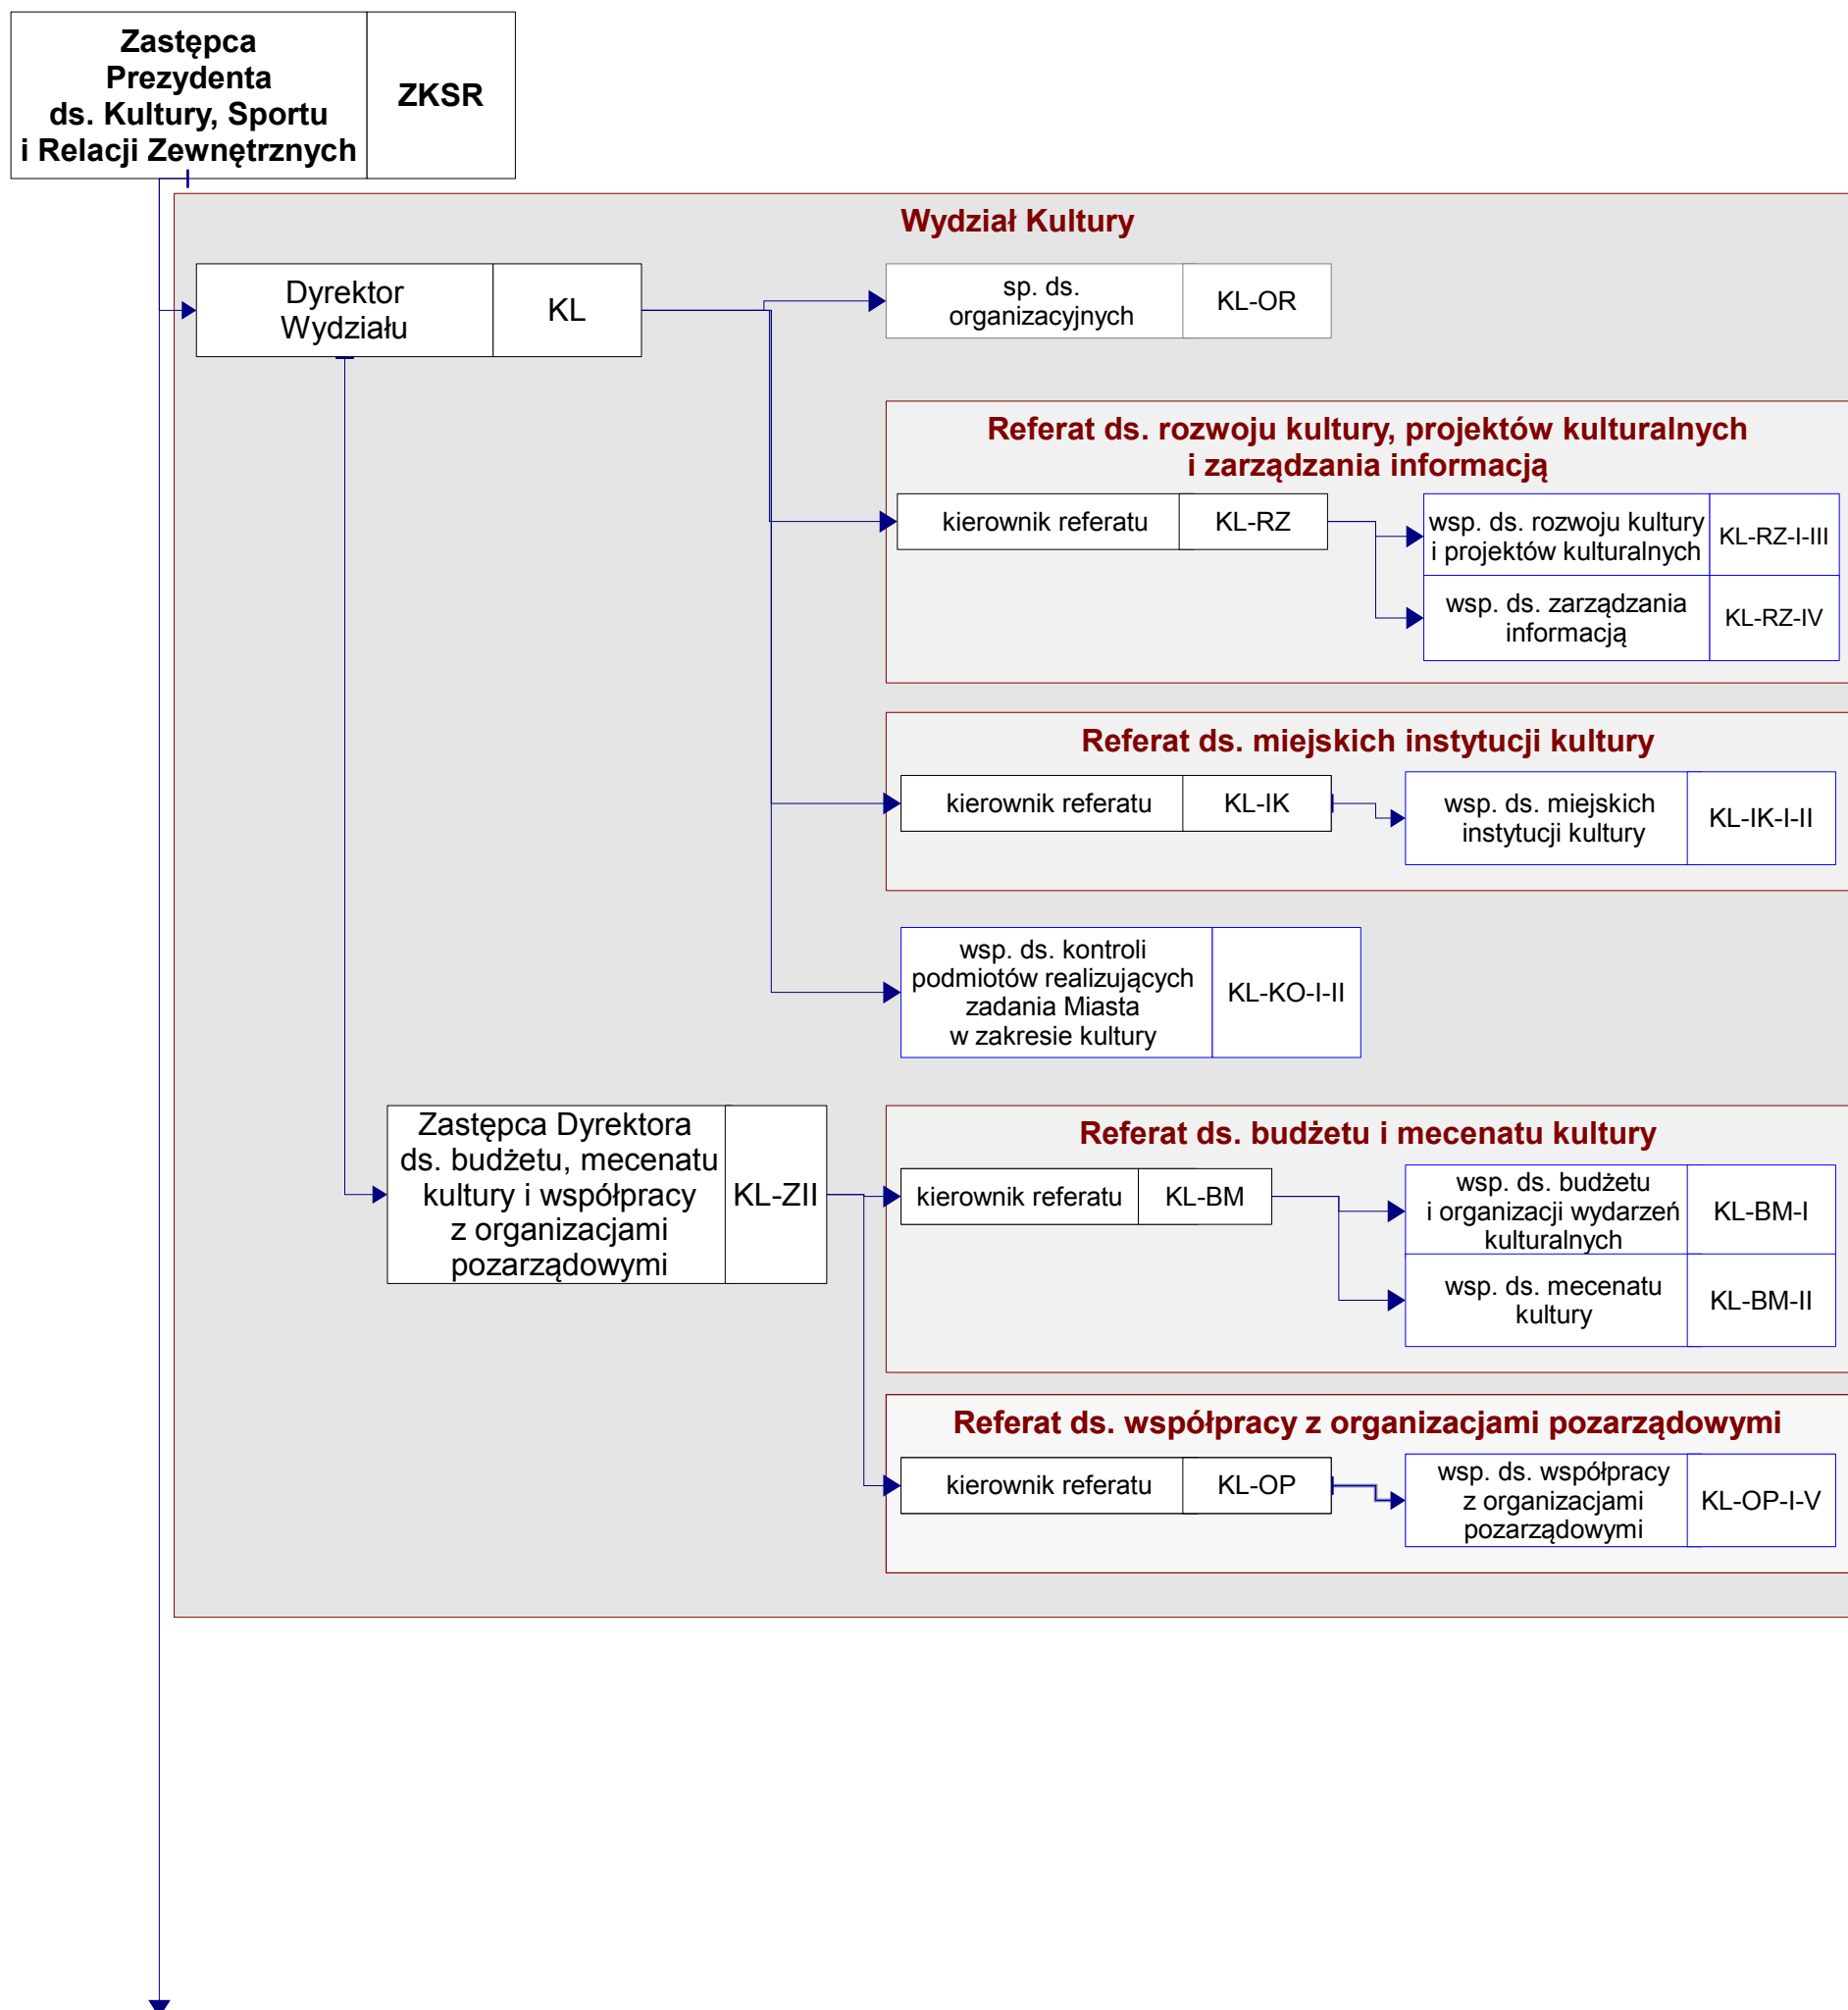 Zastępca
Prezydenta
ds. Kultury, Sportu
i Relacji Zewnętrznych
ZKSR
Wydział Kultury
Dyrektor
Wydziału
KL
sp. ds.
organizacyjnych
KL-OR
Referat ds. rozwoju kultury, projektów kulturalnych
i zarządzania informacją
kierownik referatu
KL-RZ
wsp. ds. rozwoju kultury
i projektów kulturalnych
KL-RZ-I-III
wsp. ds. zarządzania
informacją
KL-RZ-IV
Referat ds. miejskich instytucji kultury
kierownik referatu
KL-IK
wsp. ds. miejskich
instytucji kultury
KL-IK-I-II
wsp. ds. kontroli
podmiotów realizujących
zadania Miasta
w zakresie kultury
KL-KO-I-II
Zastępca Dyrektora
ds. budżetu, mecenatu
kultury i współpracy
z organizacjami
pozarządowymi
KL-ZII
Referat ds. budżetu i mecenatu kultury
kierownik referatu
KL-BM
wsp. ds. budżetu
i organizacji wydarzeń
kulturalnych
KL-BM-I
wsp. ds. mecenatu
kultury
KL-BM-II
Referat ds. współpracy z organizacjami pozarządowymi
kierownik referatu
KL-OP
wsp. ds. współpracy
z organizacjami
pozarządowymi
KL-OP-I-V